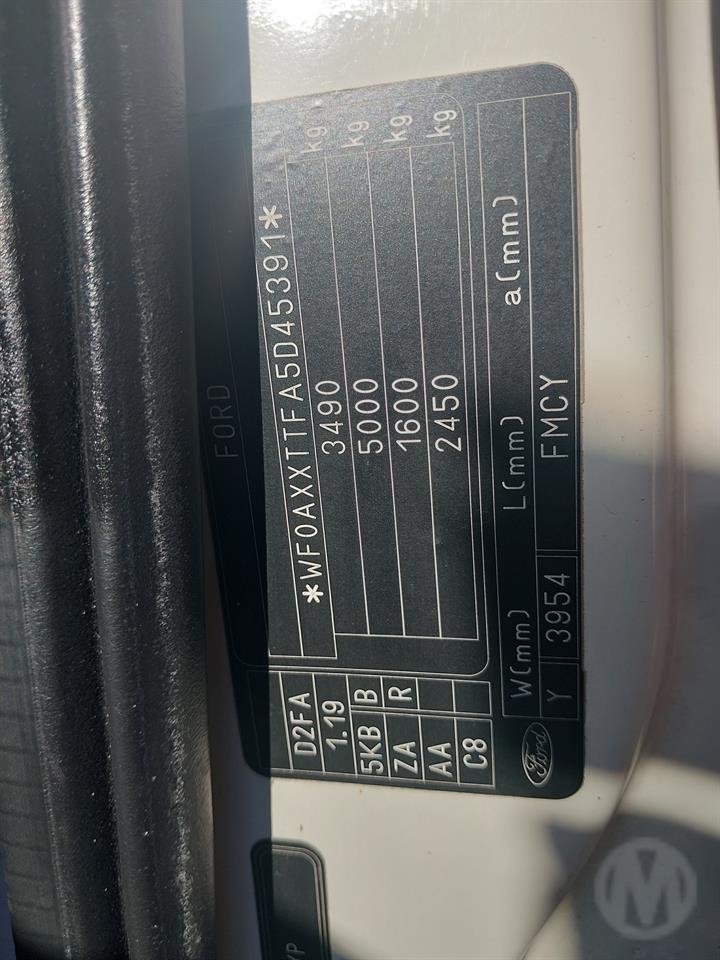 FORD
*WF0AXXTTFA5D45391*
3490 kg
5000 kg
1600 kg
2450 kg
D2FA
1.19
5KB B
ZA R
AA
C8
Ford
W(mm) L(mm) a(mm)
Y 3954 FMCY
YP
M